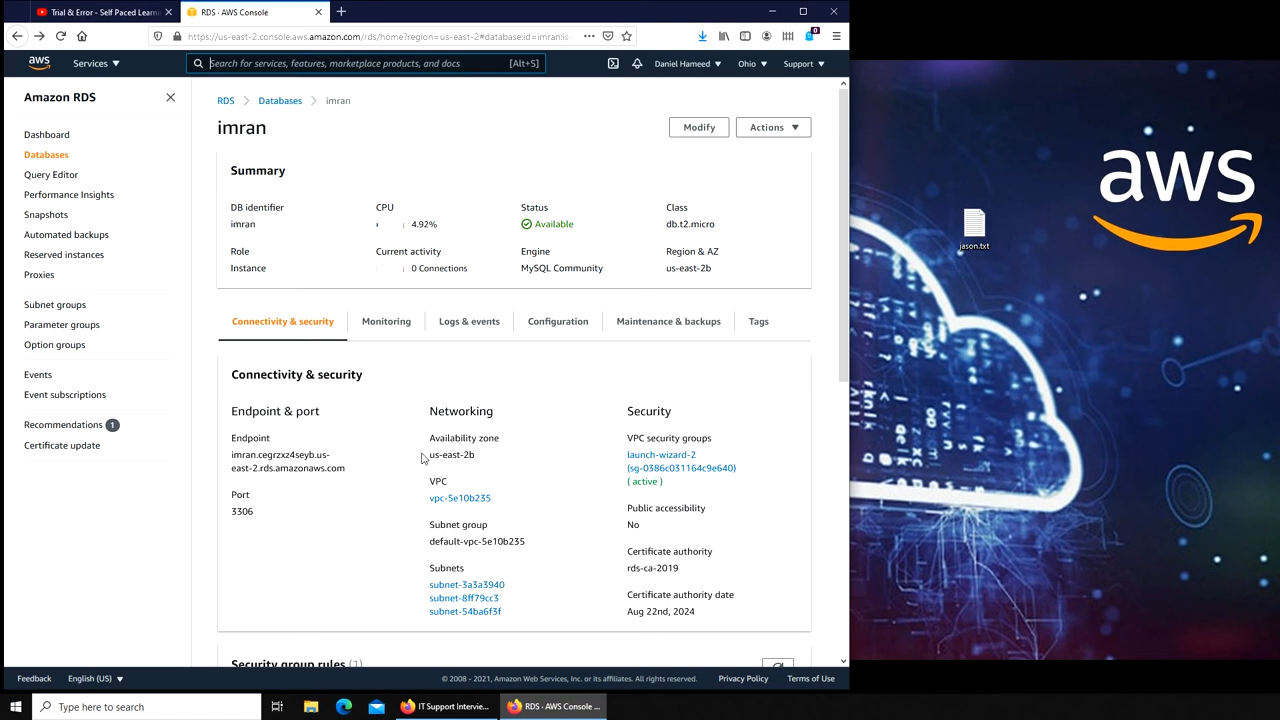 Trial & Error - Self Paced Learni
RDS · AWS Console
https://us-east-2.console.aws.amazon.com/rds/home?region=us-east-2#database:id=imran;is-
aws
Services
Search for services, features, marketplace products, and docs
[Alt+S]
Daniel Hameed
Ohio
Support
Amazon RDS
Dashboard
Databases
Query Editor
Performance Insights
Snapshots
Automated backups
Reserved instances
Proxies
Subnet groups
Parameter groups
Option groups
Events
Event subscriptions
Recommendations 1
Certificate update
RDS > Databases > imran
imran
Modify
Actions
Summary
DB identifier
imran
CPU
4.92%
Status
Available
Class
db.t2.micro
Role
Instance
Current activity
0 Connections
Engine
MySQL Community
Region & AZ
us-east-2b
Connectivity & security
Monitoring
Logs & events
Configuration
Maintenance & backups
Tags
Connectivity & security
Endpoint & port
Endpoint
imran.cegrzxz4seyb.us-
east-2.rds.amazonaws.com
Port
3306
Networking
Availability zone
us-east-2b
VPC
vpc-5e10b235
Subnet group
default-vpc-5e10b235
Subnets
subnet-3a3a3940
subnet-8ff79cc3
subnet-54ba6f3f
Security
VPC security groups
launch-wizard-2
(sg-0386c031164c9e640)
( active )
Public accessibility
No
Certificate authority
rds-ca-2019
Certificate authority date
Aug 22nd, 2024
Security group rules (1)
Feedback
English (US)
© 2008 - 2021, Amazon Web Services, Inc. or its affiliates. All rights reserved.
Privacy Policy
Terms of Use
aws
jason.txt
Type here to search
IT Support Intervie...
RDS · AWS Console ...